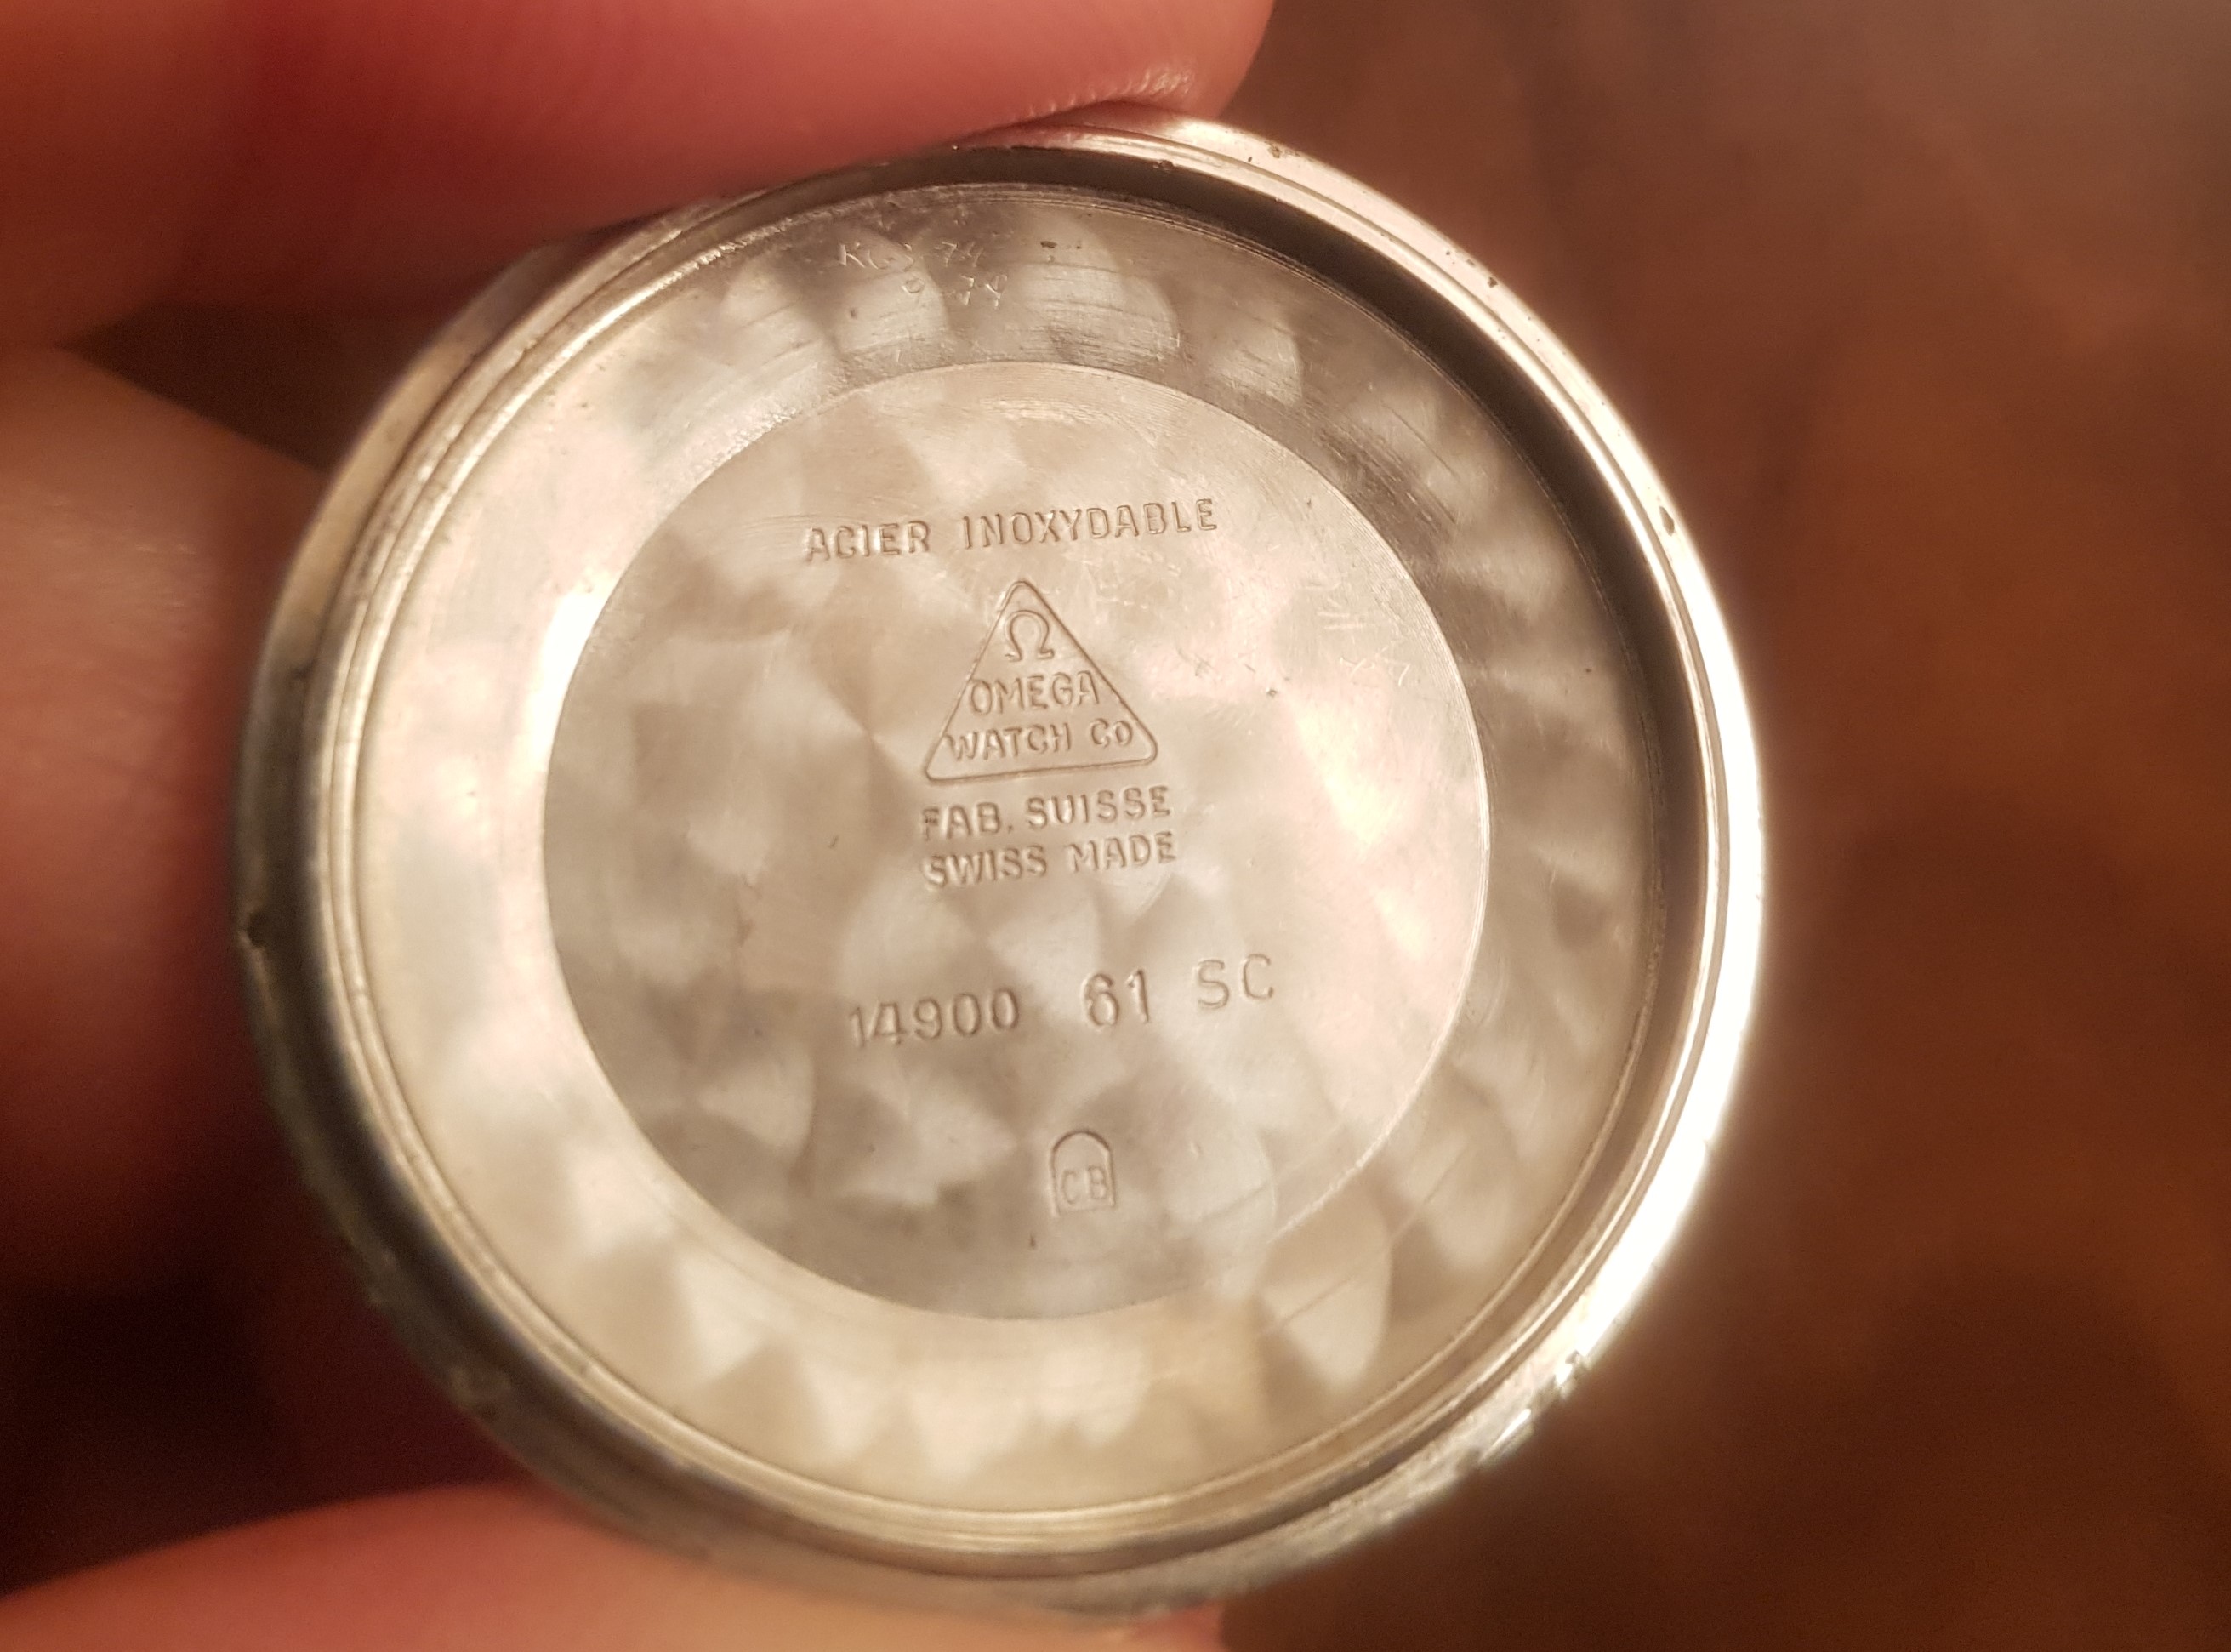 ACIER INOXYDABLE
Ω
OMEGA
WATCH CO
FAB. SUISSE
SWISS MADE
14900 61 SC
CB